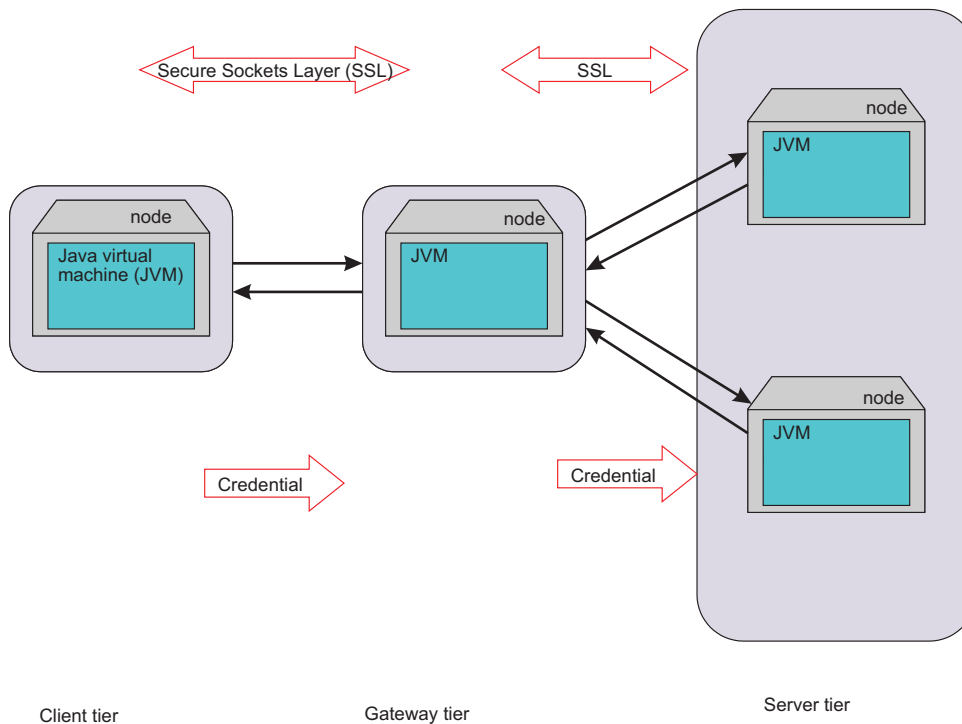 Secure Sockets Layer (SSL)
SSL
node
JVM
node
Java virtual
machine (JVM)
node
JVM
node
JVM
Credential
Credential
Client tier
Gateway tier
Server tier